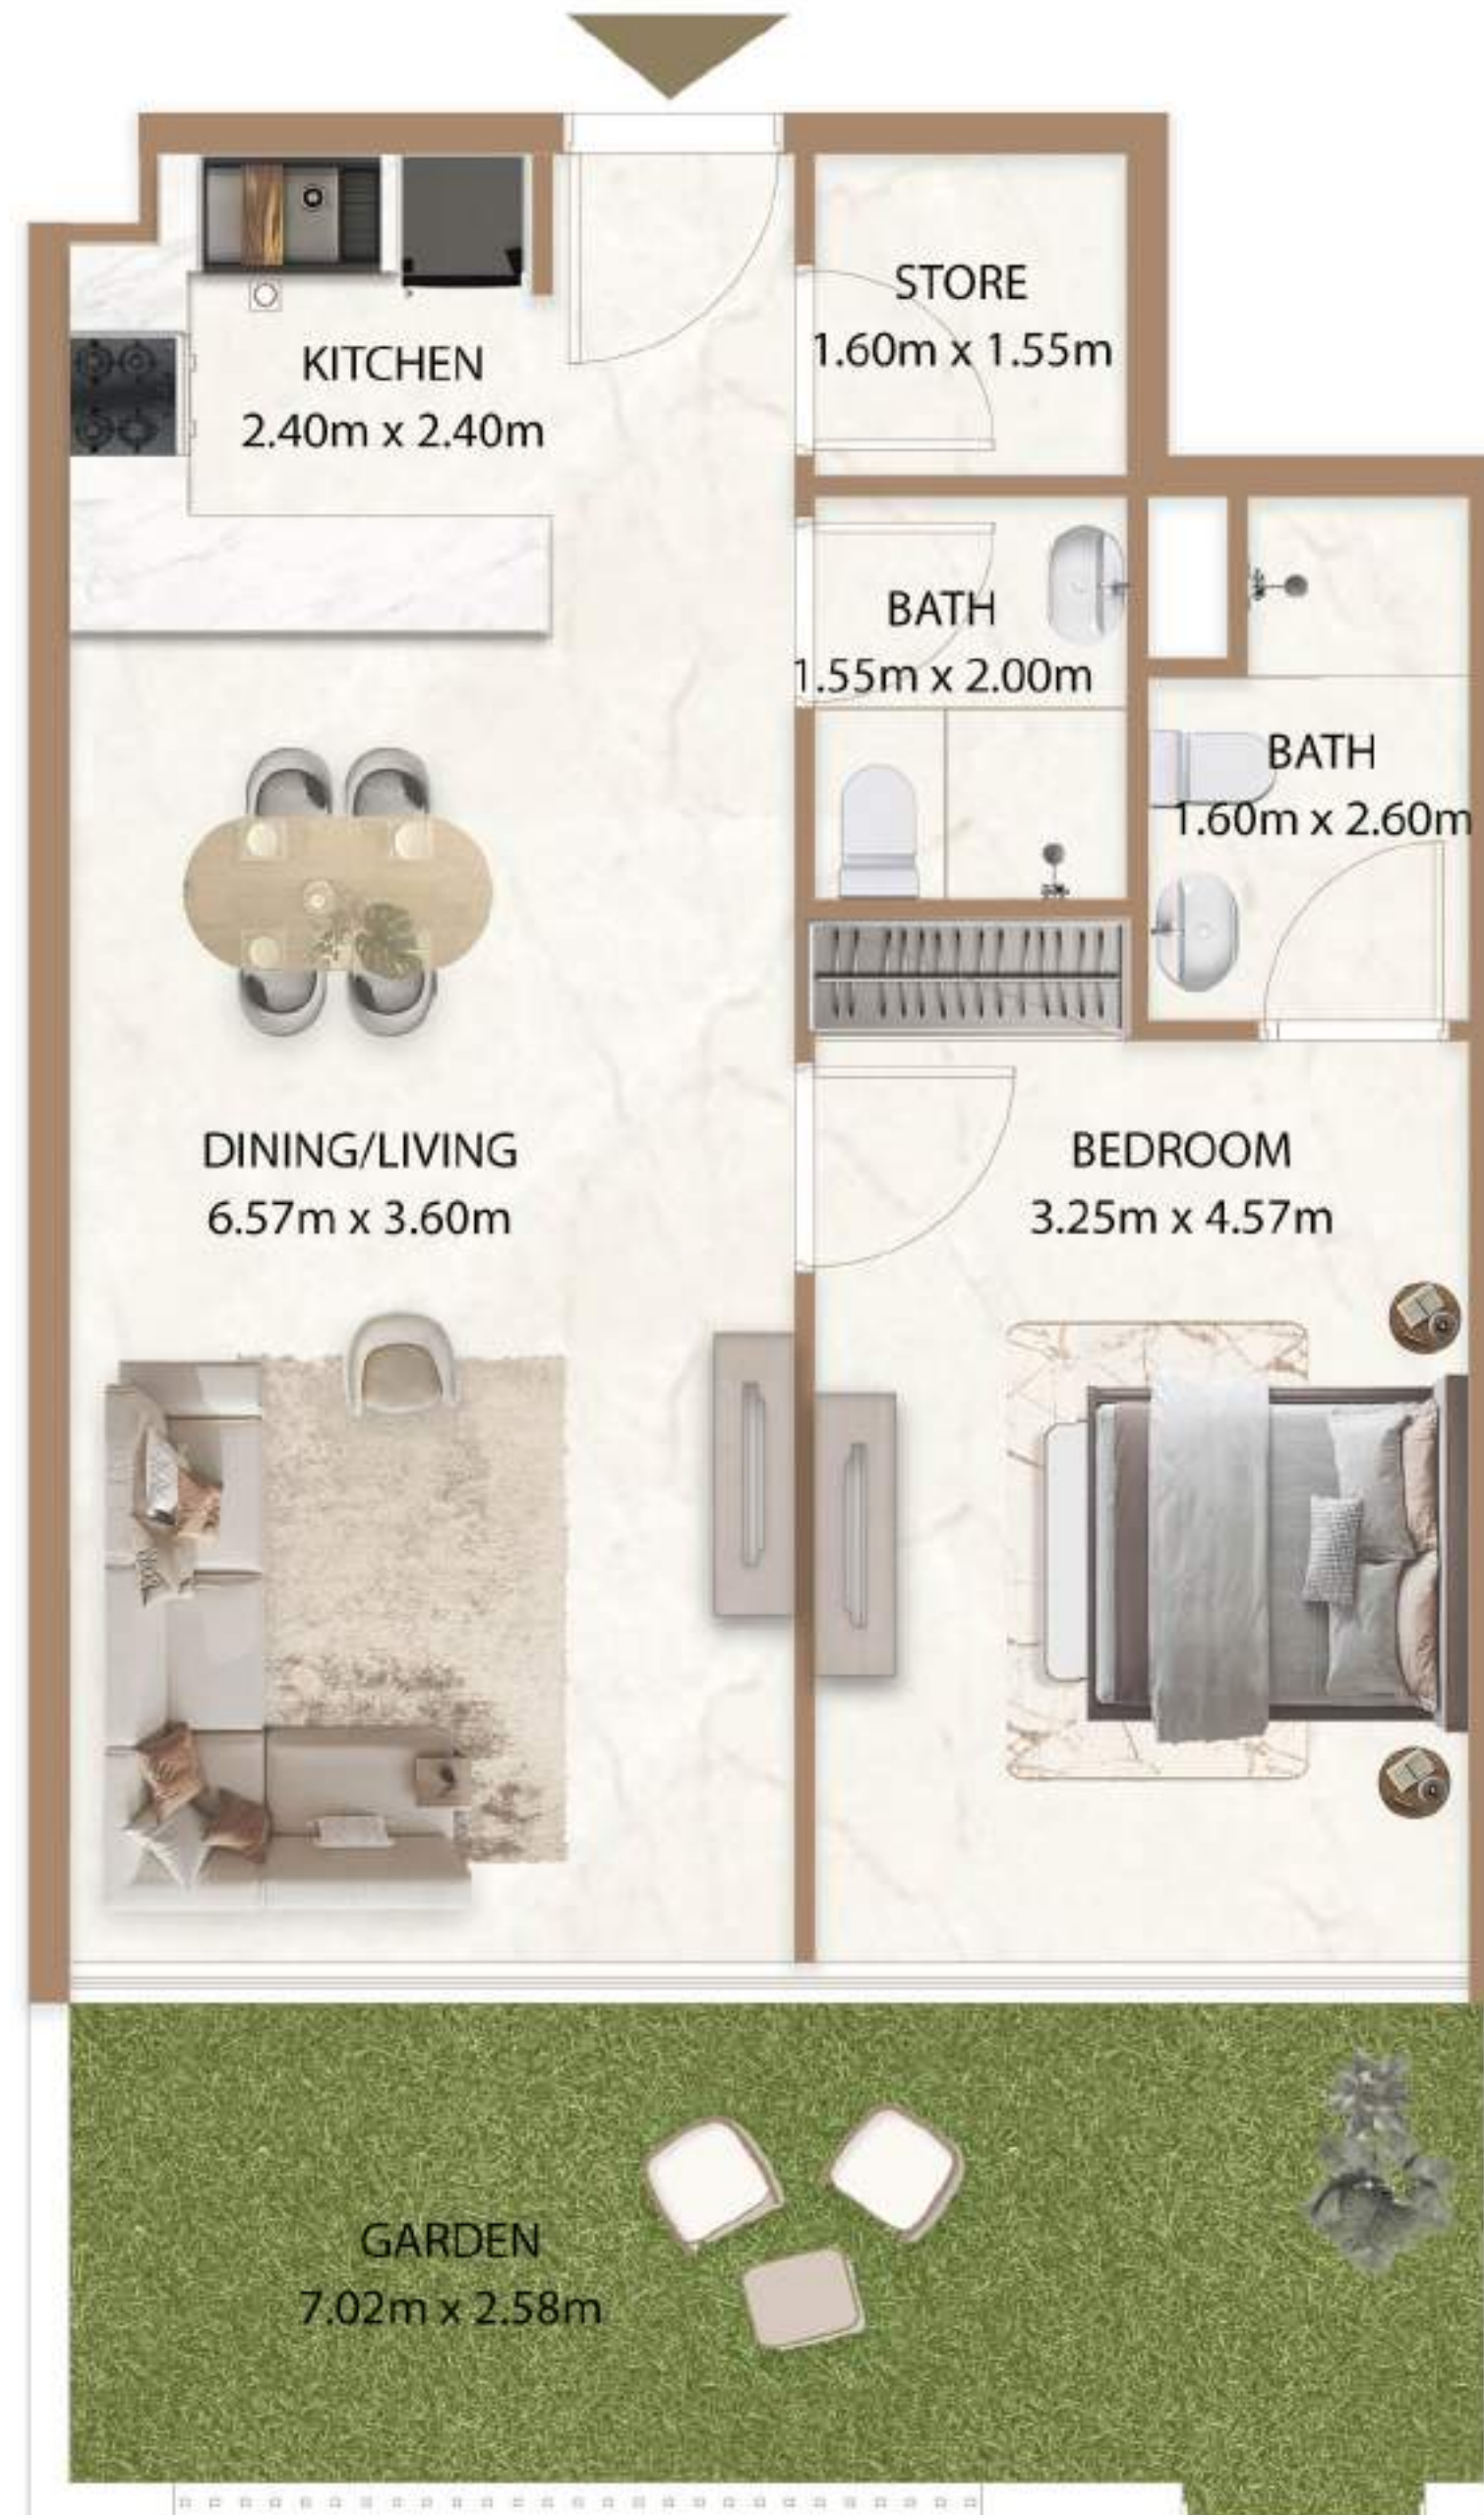 STORE
1.60m x 1.55m
KITCHEN
2.40m x 2.40m
BATH
1.55m x 2.00m
BATH
1.60m x 2.60m
DINING/LIVING
6.57m x 3.60m
BEDROOM
3.25m x 4.57m
GARDEN
7.02m x 2.58m